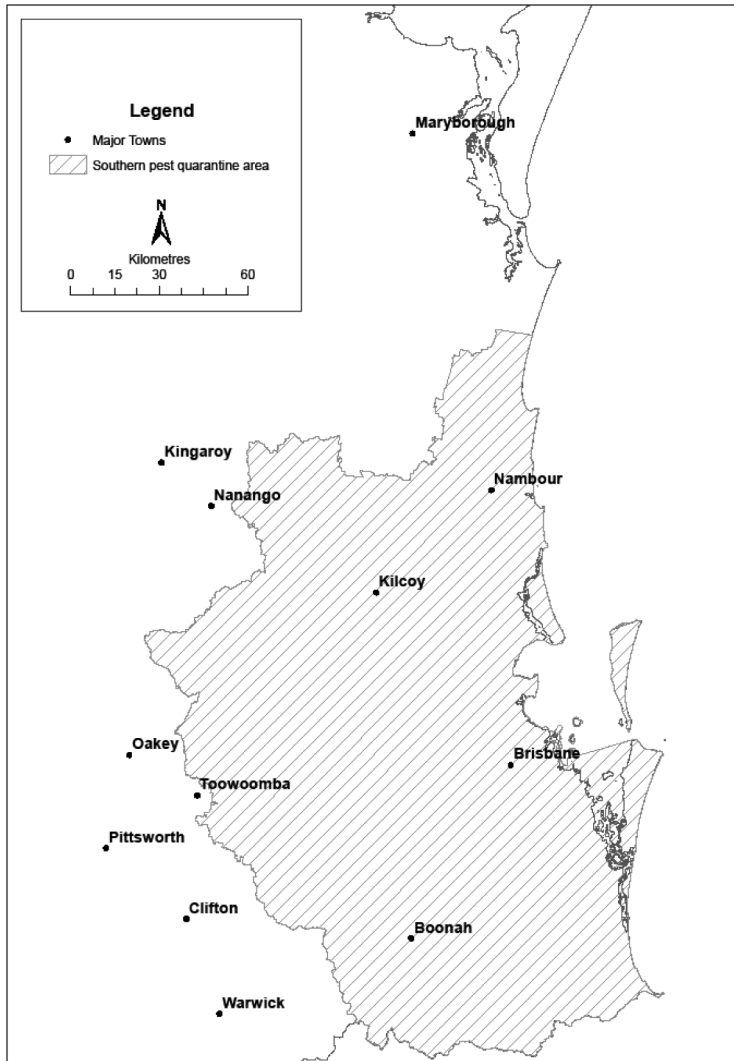 Legend
Major Towns
Southern pest quarantine area
N
Kilometres
0 15 30 60
Maryborough
Kingaroy
Nanango
Nambour
Kilcoy
Oakey
Brisbane
Toowoomba
Pittsworth
Clifton
Boonah
Warwick